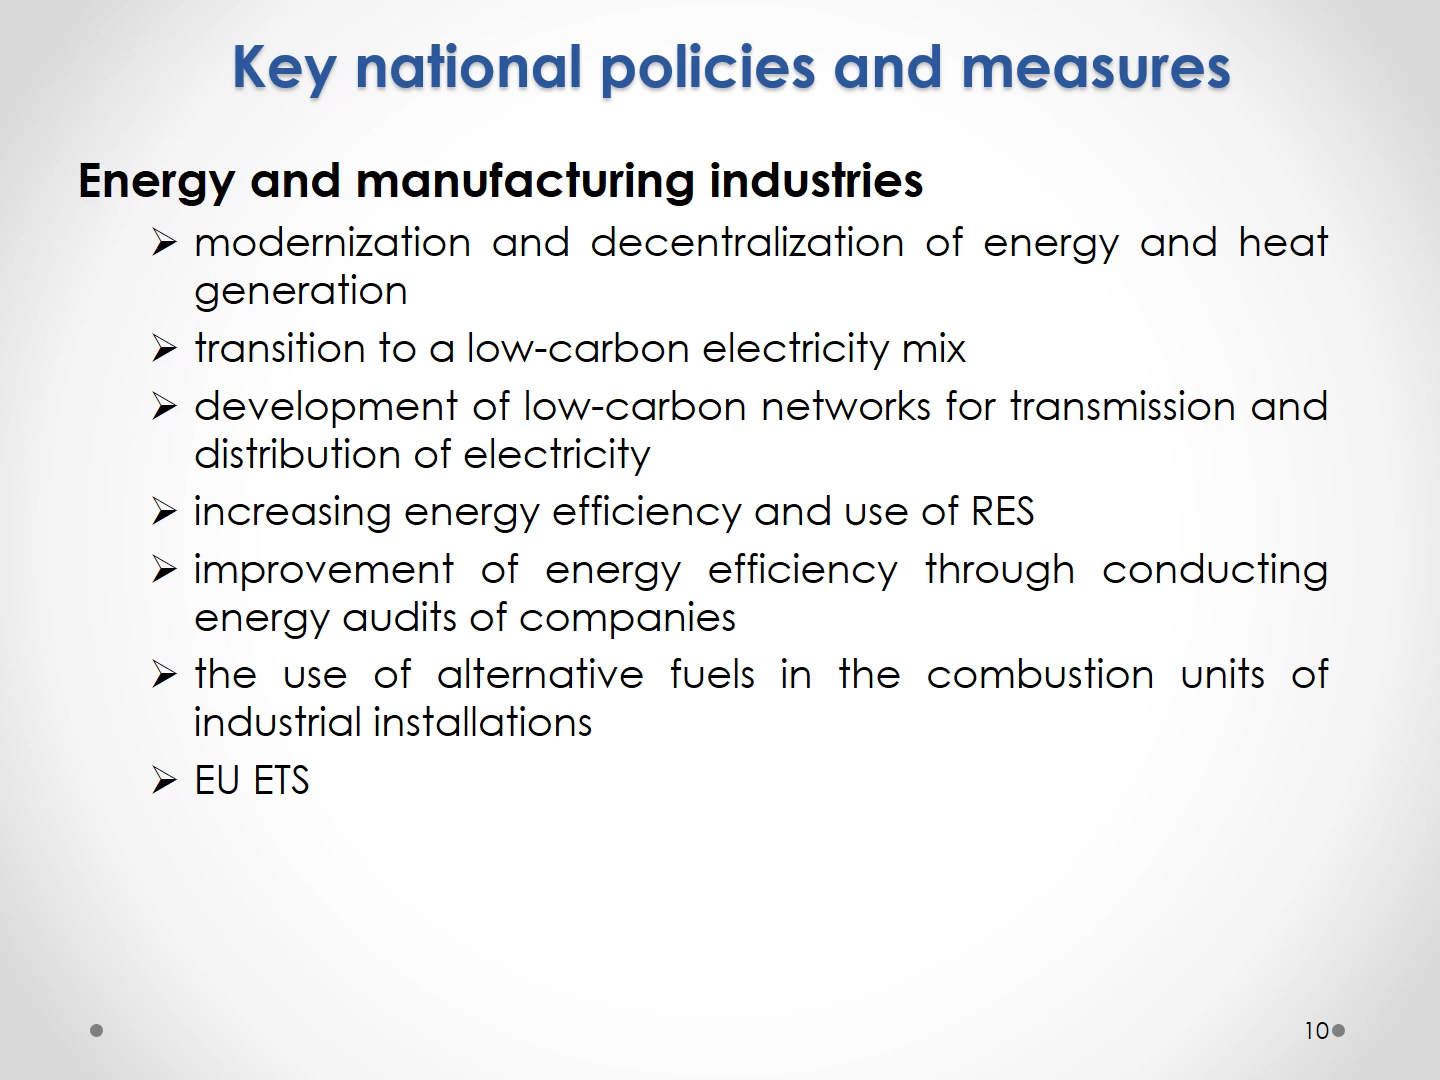 Key national policies and measures
Energy and manufacturing industries
➢ modernization and decentralization of energy and heat
generation
➢ transition to a low-carbon electricity mix
➢ development of low-carbon networks for transmission and
distribution of electricity
➢ increasing energy efficiency and use of RES
➢ improvement of energy efficiency through conducting
energy audits of companies
➢ the use of alternative fuels in the combustion units of
industrial installations
➢ EU ETS
10